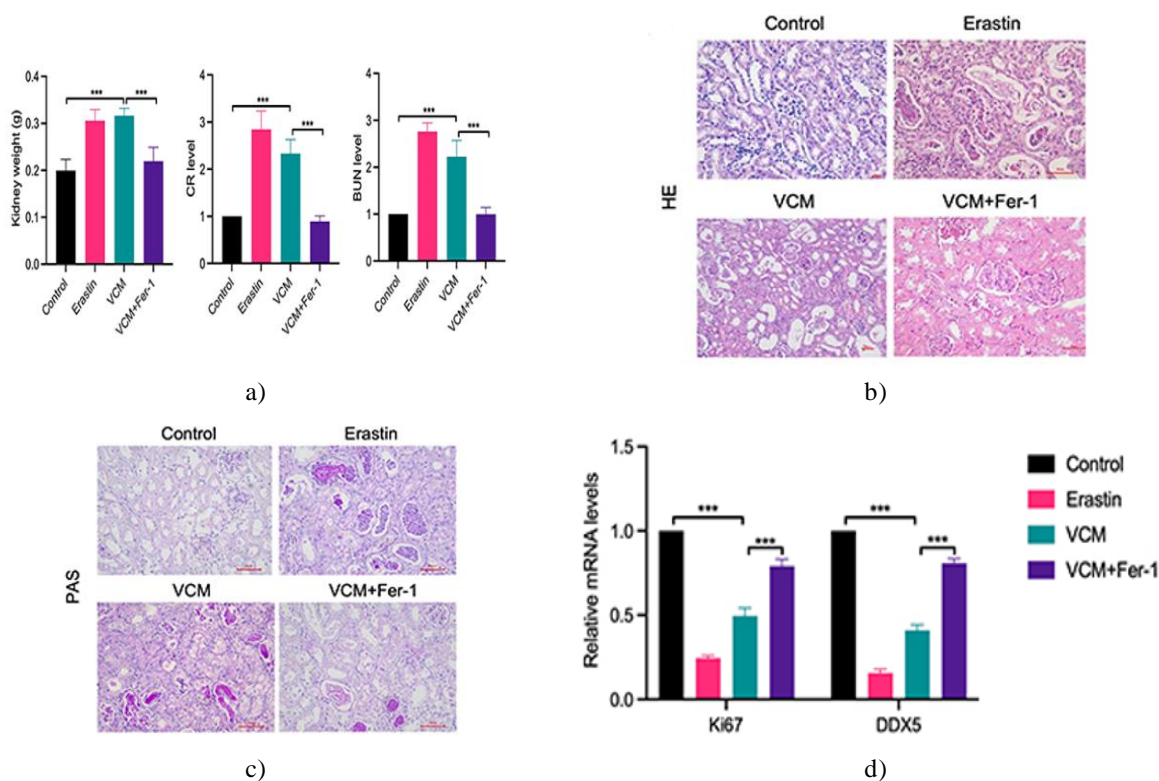 Kidney weight (g)
0.4
0.3
0.2
0.1
0.0
***
***
Control
Erastin
VCM
VCM+Fer-1
CR level
4
3
2
1
0
***
***
Control
Erastin
VCM
VCM+Fer-1
BUN level
4
3
2
1
0
***
***
Control
Erastin
VCM
VCM+Fer-1
a)
HE
Control
Erastin
VCM
VCM+Fer-1
b)
PAS
Control
Erastin
VCM
VCM+Fer-1
c)
Relative mRNA levels
1.5
1.0
0.5
0.0
***
***
***
***
Ki67
DDX5
Control
Erastin
VCM
VCM+Fer-1
d)